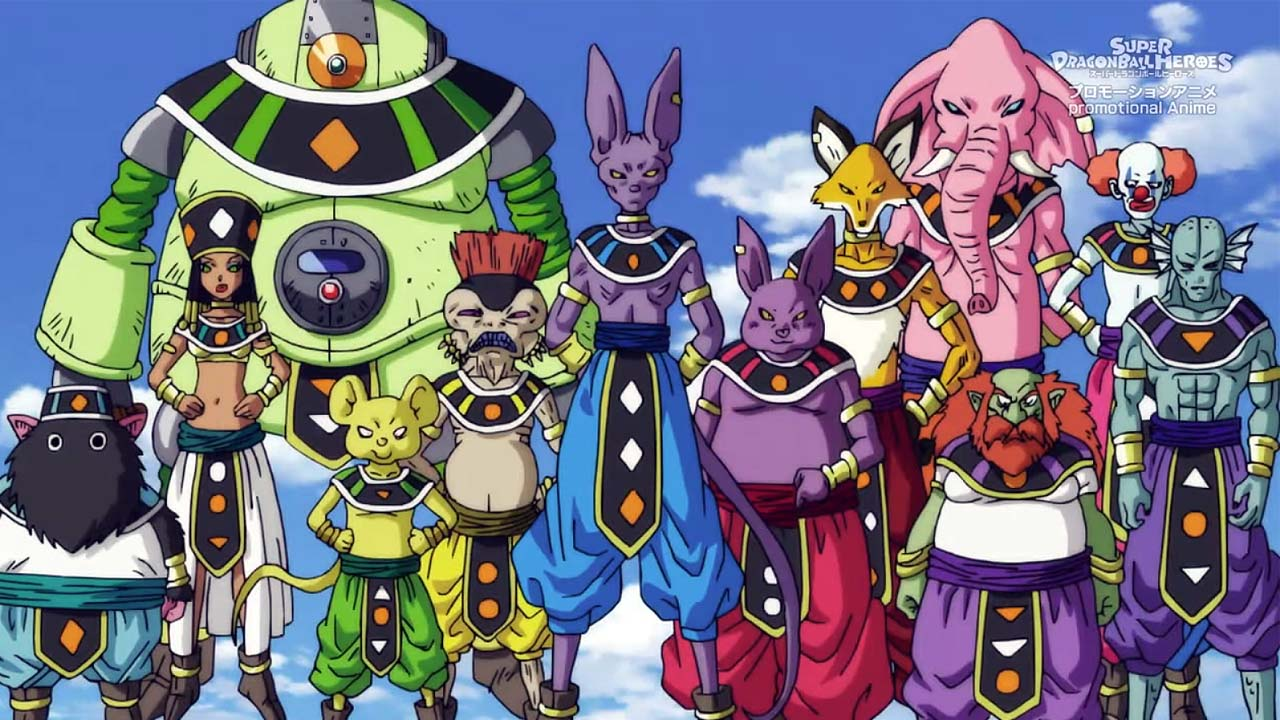 SUPER
DRAGONBALL HEROES
スーパードラゴンボールヒーローズ
プロモーションアニメ
promotional Anime